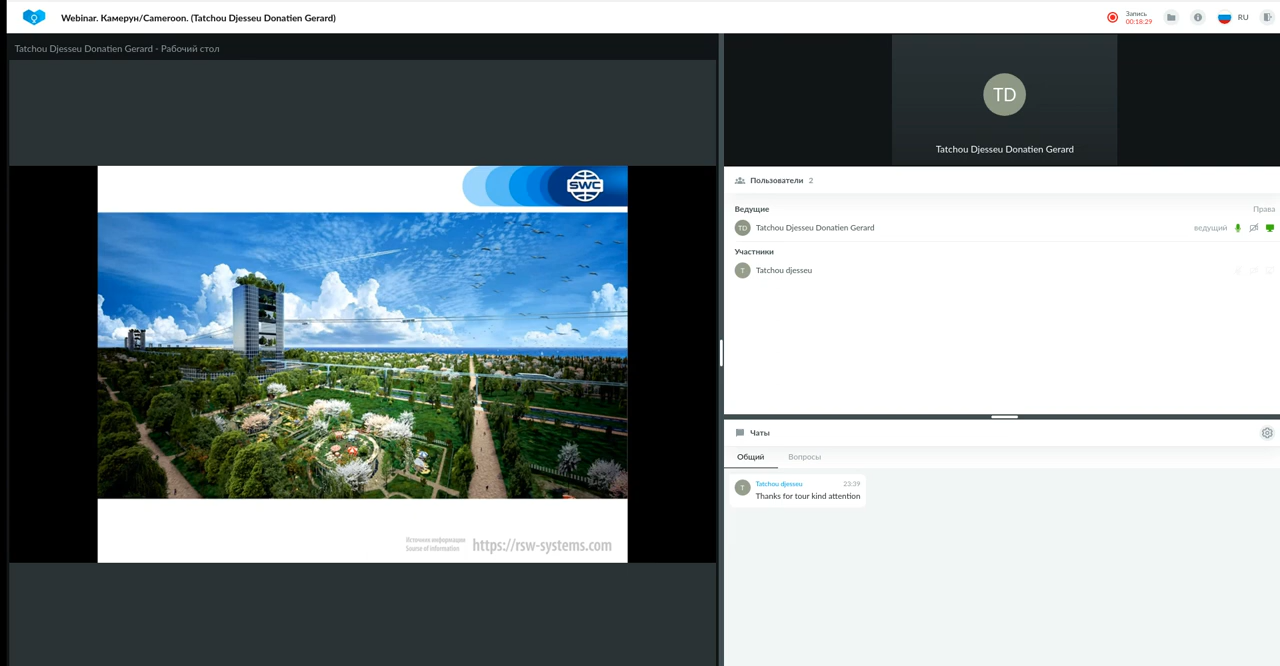 Webinar. Камерун/Cameroon. (Tatchou Djesseu Donatien Gerard)
Запись
00:18:29
RU
Tatchou Djesseu Donatien Gerard - Рабочий стол
SWC
Источник информации
Sourse of information
https://rsw-systems.com
TD
Tatchou Djesseu Donatien Gerard
Пользователи 2
Ведущие Права
TD Tatchou Djesseu Donatien Gerard ведущий
Участники
T Tatchou djesseu
Чаты
Общий Вопросы
T Tatchou djesseu 23:39
Thanks for tour kind attention